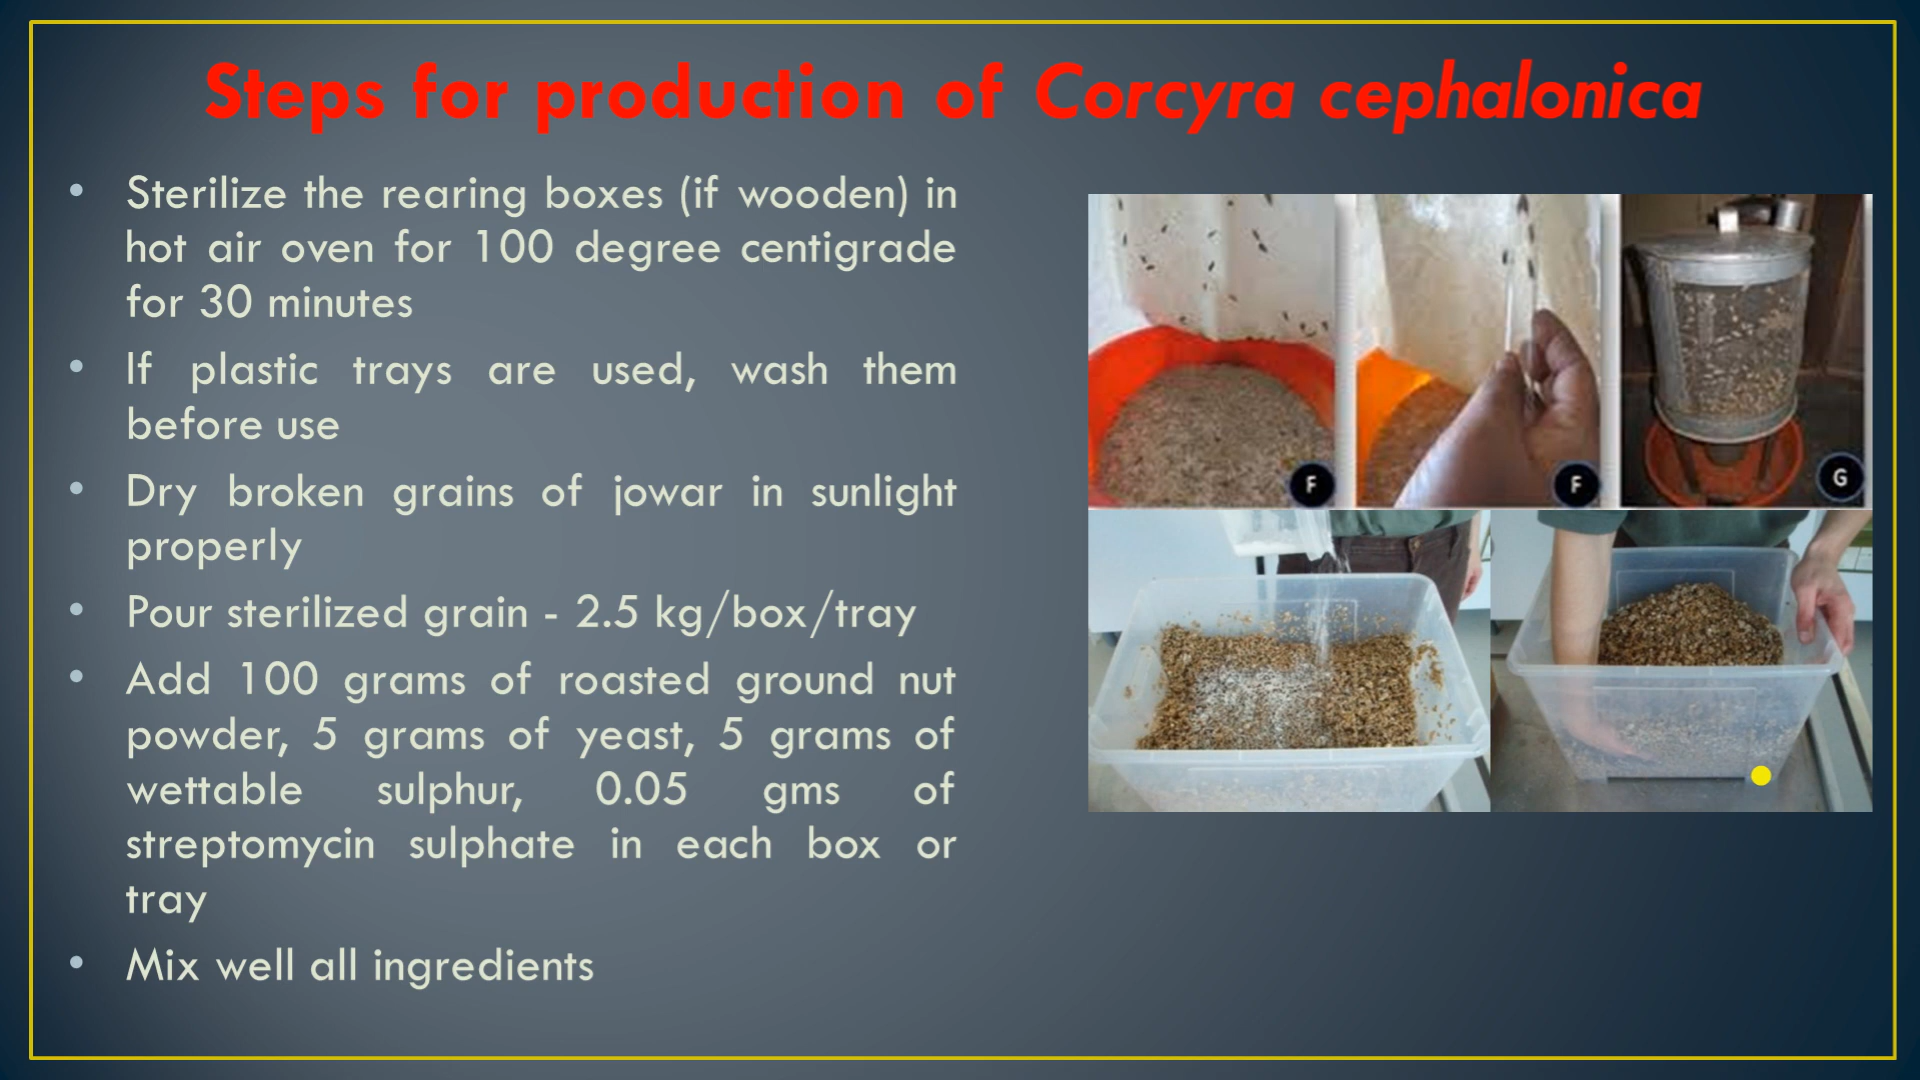 Steps for production of Corcyra cephalonica
• Sterilize the rearing boxes (if wooden) in
hot air oven for 100 degree centigrade
for 30 minutes
• If plastic trays are used, wash them
before use
• Dry broken grains of jowar in sunlight
properly
• Pour sterilized grain - 2.5 kg/box/tray
• Add 100 grams of roasted ground nut
powder, 5 grams of yeast, 5 grams of
wettable sulphur, 0.05 gms of
streptomycin sulphate in each box or
tray
• Mix well all ingredients
F
F
G